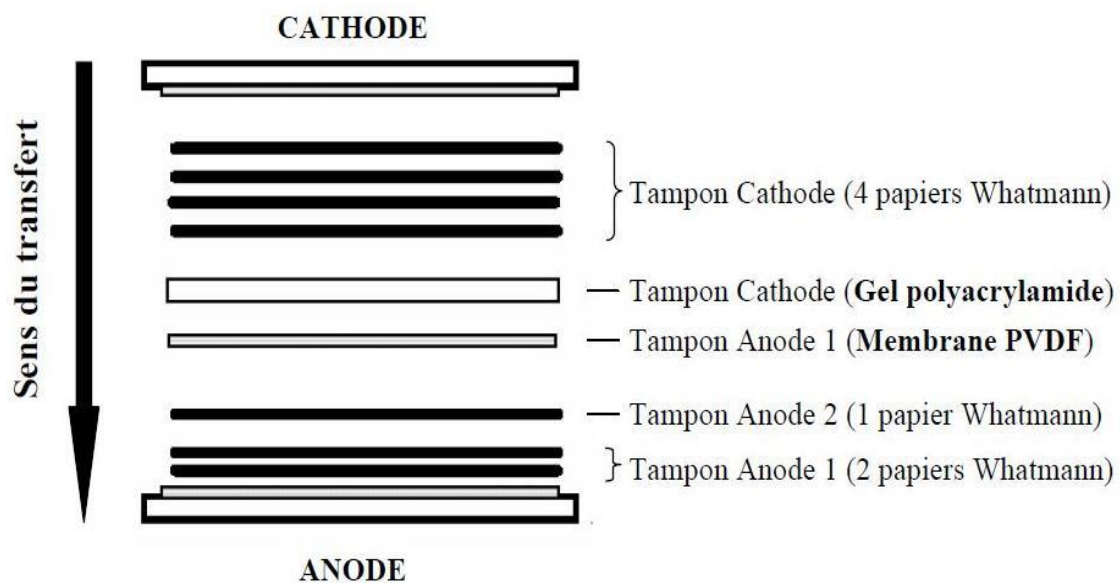 CATHODE
Sens du transfert
Tampon Cathode (4 papiers Whatmann)
Tampon Cathode (Gel polyacrylamide)
Tampon Anode 1 (Membrane PVDF)
Tampon Anode 2 (1 papier Whatmann)
Tampon Anode 1 (2 papiers Whatmann)
ANODE